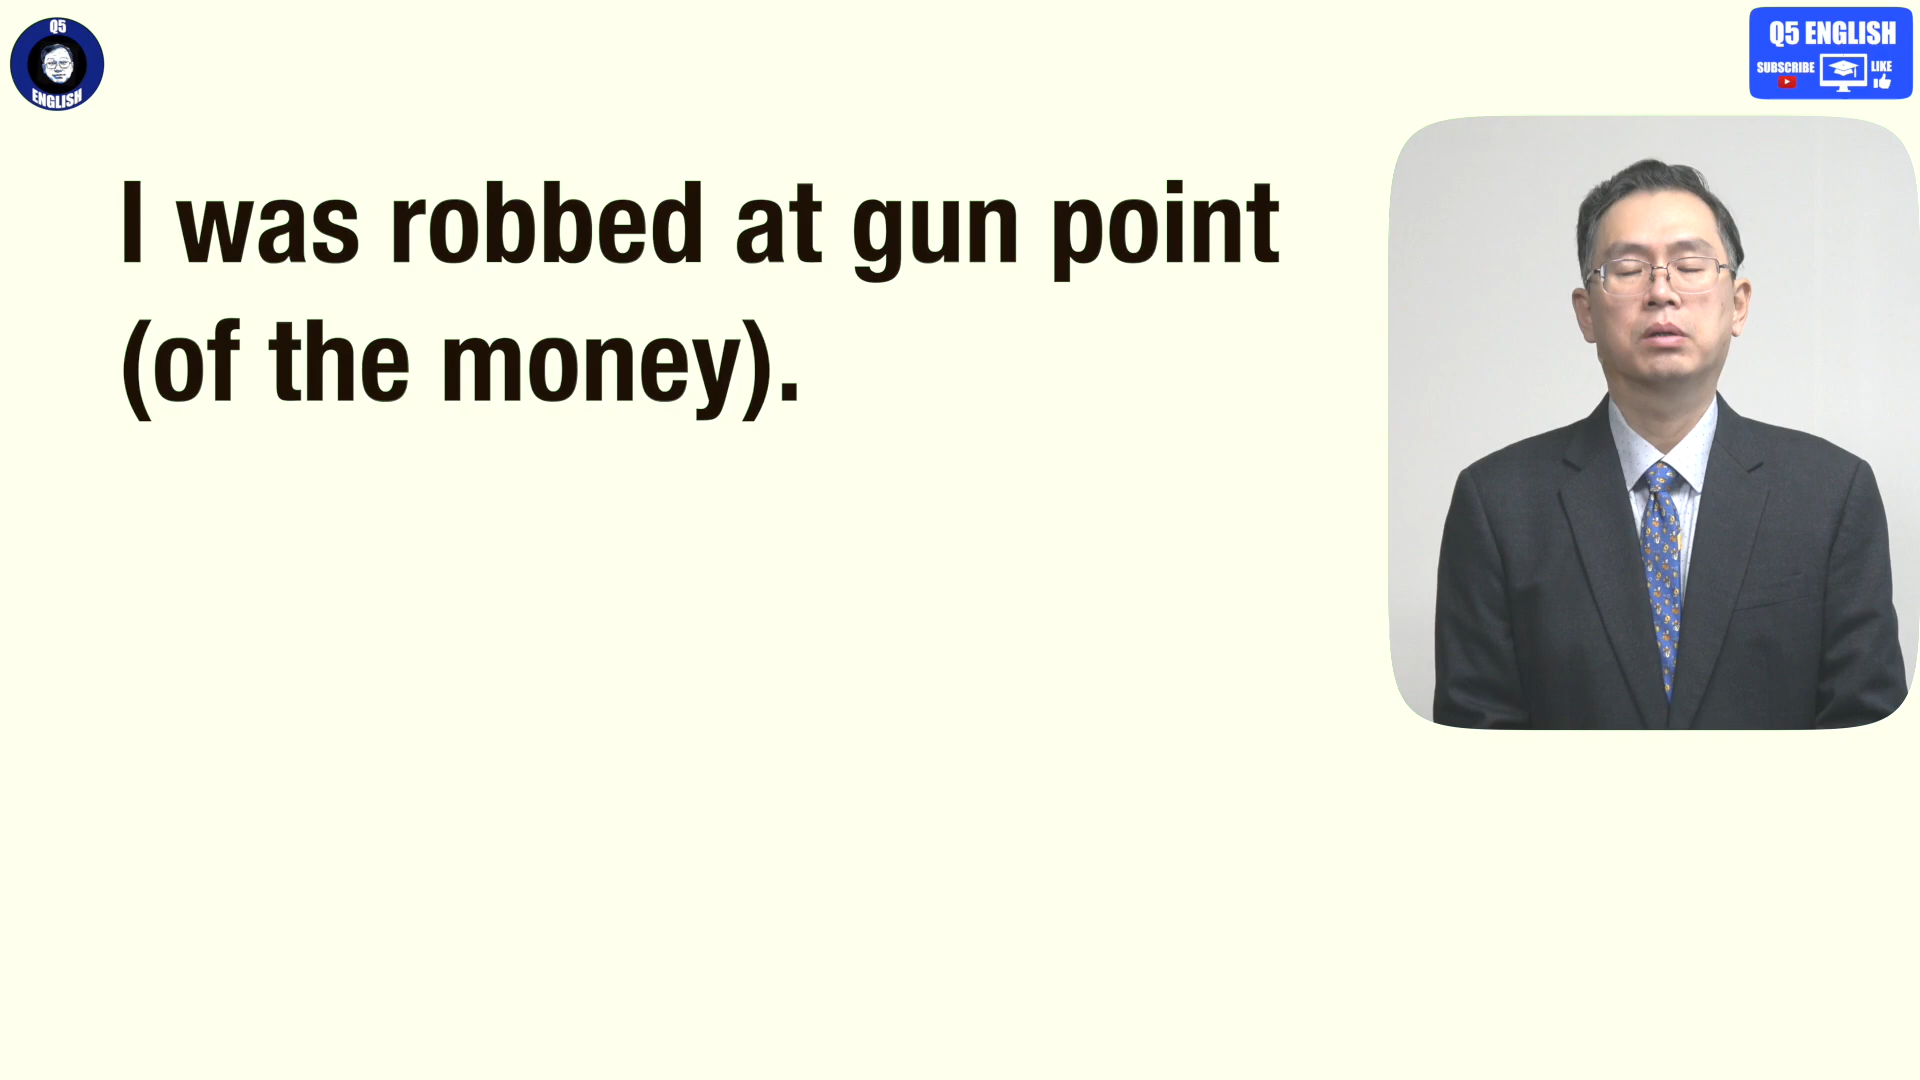 Q5
ENGLISH
Q5 ENGLISH
SUBSCRIBE
LIKE
I was robbed at gun point
(of the money).